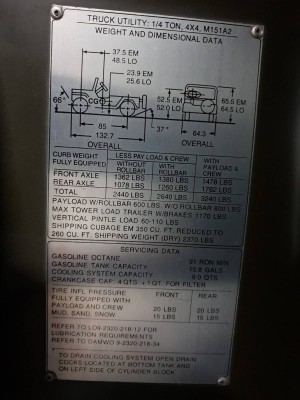 TRUCK UTILITY: 1/4 TON, 4X4, M151A2
WEIGHT AND DIMENSIONAL DATA
37.5 EM
48.5 LO
23.9 EM
25.6 LO
52.5 EM
52.0 LO
65.5 EM
64.5 LO
66°
CG
37°
85
132.7
64.3
OVERALL
OVERALL
CURB WEIGHT
FULLY EQUIPPED
LESS PAYLOAD & CREW
WITHOUT ROLLBAR
WITH ROLLBAR
WITH PAYLOAD & CREW
FRONT AXLE 1362 LBS 1380 LBS 1478 LBS
REAR AXLE 1078 LBS 1260 LBS 1762 LBS
TOTAL 2440 LBS 2640 LBS 3240 LBS
PAYLOAD W/ROLLBAR 600 LBS. W/O ROLLBAR 800 LBS
MAX TOWER LOAD TRAILER W/BRAKES 1170 LBS
VERTICAL PINTLE LOAD 60-110 LBS
SHIPPING CUBAGE EM 350 CU FT. REDUCED TO
260 CU. FT. SHIPPING WEIGHT (DRY) 2370 LBS
SERVICING DATA
GASOLINE OCTANE 91 RON MIN
GASOLINE TANK CAPACITY GALS
COOLING SYSTEM CAPACITY QTS
CRANKCASE CAP. 4 QTS + 1 QT. FOR FILTER
TIRE INFL PRESSURE FRONT REAR
FULLY EQUIPPED WITH
PAYLOAD AND CREW 20 LBS 20 LBS
MUD, SAND, SNOW 15 LBS 15 LBS
REFER TO LO9-2320-218-12 FOR
LUBRICATION REQUIREMENTS
REFER TO DAMWO 9-2320-218-34
*TO DRAIN COOLING SYSTEM OPEN DRAIN
COCKS LOCATED AT BOTTOM TANK AND
ON LEFT SIDE OF CYLINDER BLOCK